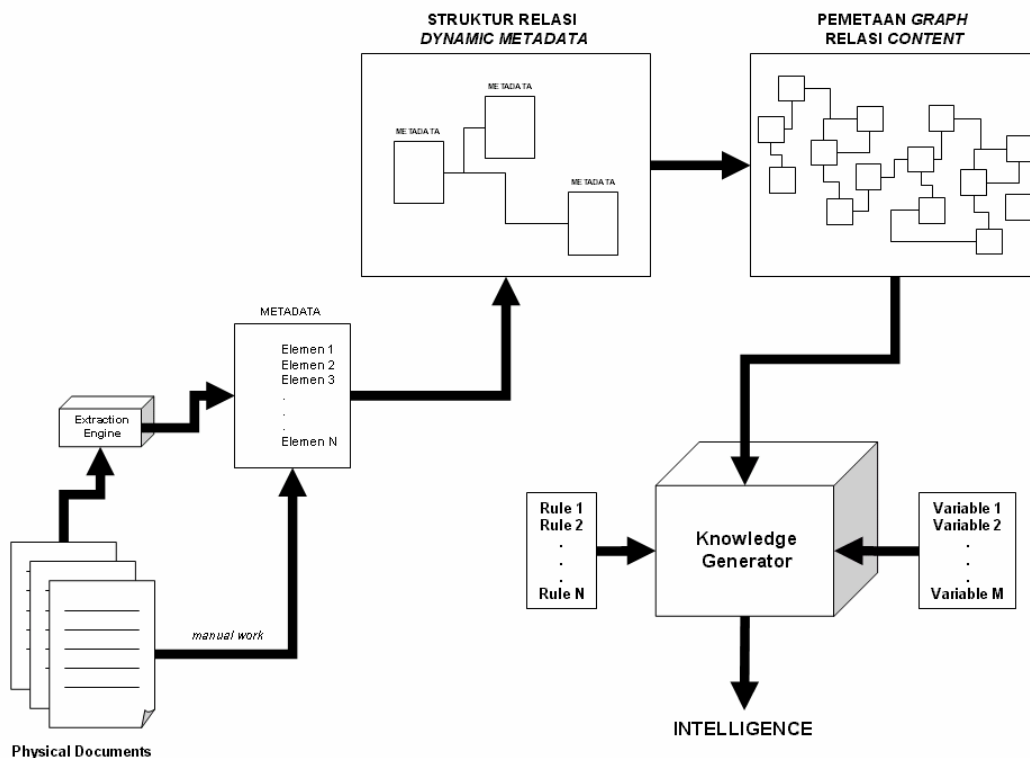 STRUKTUR RELASI
DYNAMIC METADATA
PEMETAAN GRAPH
RELASI CONTENT
METADATA
METADATA
METADATA
METADATA
Elemen 1
Elemen 2
Elemen 3
.
.
.
Elemen N
Extraction
Engine
manual work
Physical Documents
Rule 1
Rule 2
.
.
.
Rule N
Knowledge
Generator
Variable 1
Variable 2
.
.
.
Variable M
INTELLIGENCE